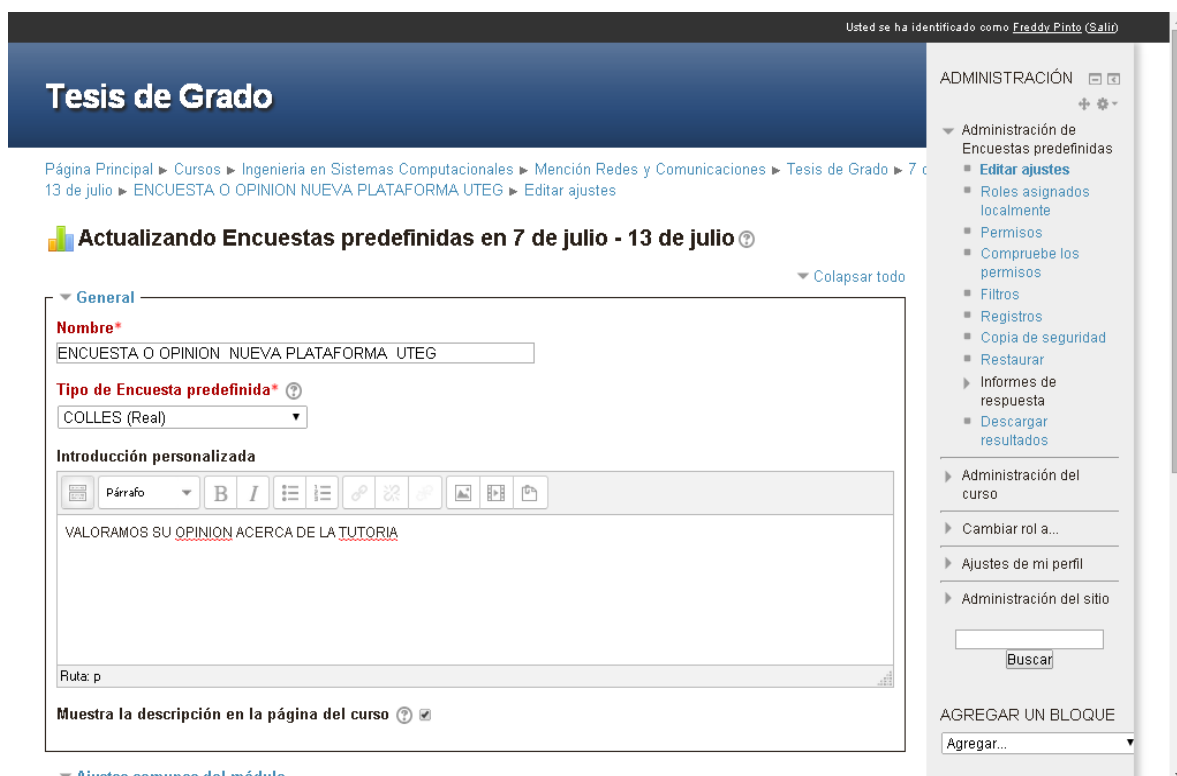 Usted se ha identificado como Freddy Pinto (Salir)
Tesis de Grado
Página Principal ► Cursos ► Ingenieria en Sistemas Computacionales ► Mención Redes y Comunicaciones ► Tesis de Grado ► 7
13 de julio ► ENCUESTA O OPINION NUEVA PLATAFORMA UTEG ► Editar ajustes
Actualizando Encuestas predefinidas en 7 de julio - 13 de julio
Colapsar todo
General
Nombre*
ENCUESTA O OPINION NUEVA PLATAFORMA UTEG
Tipo de Encuesta predefinida*
COLLES (Real)
Introducción personalizada
Párrafo
B I
VALORAMOS SU OPINION ACERCA DE LA TUTORIA
Ruta: p
Muestra la descripción en la página del curso
ADMINISTRACIÓN
Administración de
Encuestas predefinidas
Editar ajustes
Roles asignados
localmente
Permisos
Compruebe los
permisos
Filtros
Registros
Copia de seguridad
Restaurar
Informes de
respuesta
Descargar
resultados
Administración del
curso
Cambiar rol a...
Ajustes de mi perfil
Administración del sitio
Buscar
AGREGAR UN BLOQUE
Agregar...
Ajustes comunes del módulo